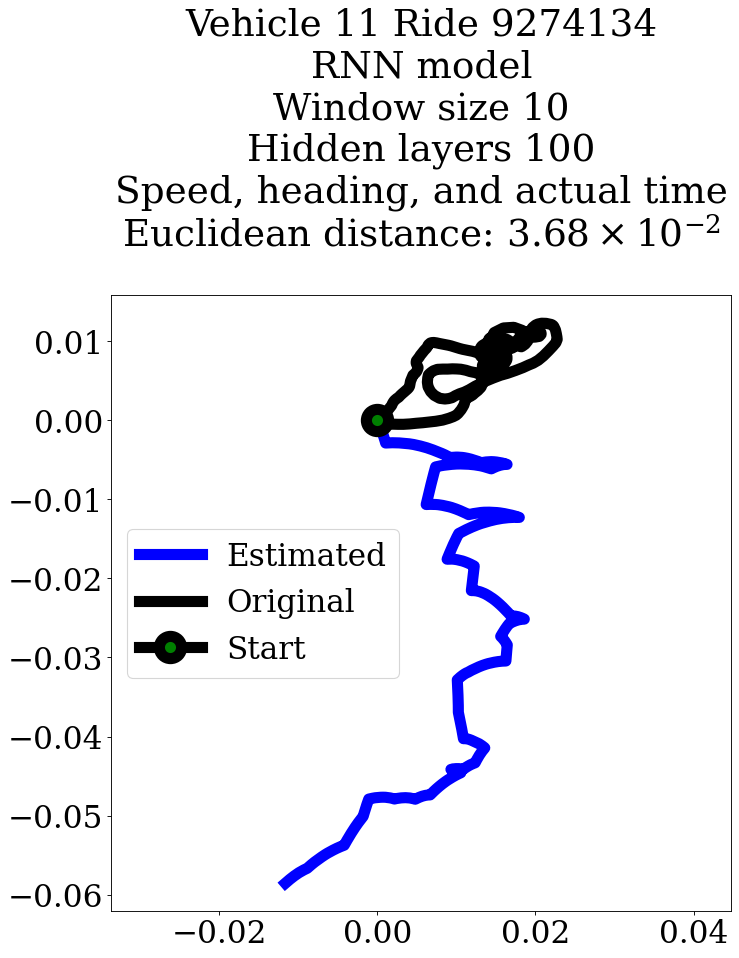 Vehicle 11 Ride 9274134
RNN model
Window size 10
Hidden layers 100
Speed, heading, and actual time
Euclidean distance: 3.68 × 10⁻²
0.01
0.00
−0.01
−0.02
−0.03
−0.04
−0.05
−0.06
Estimated
Original
Start
−0.02 0.00 0.02 0.04